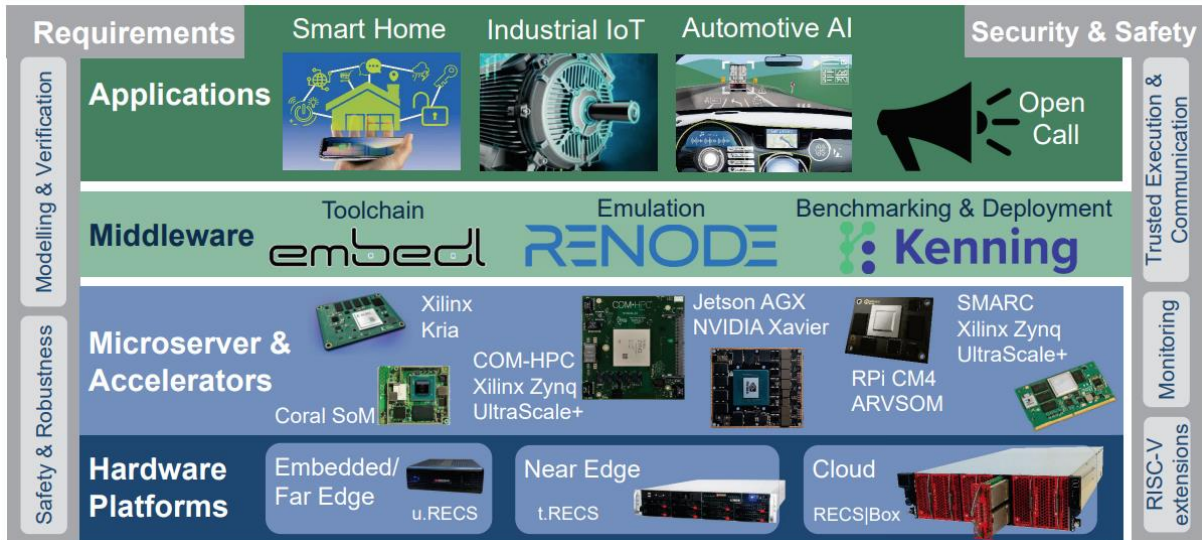 Requirements
Security & Safety
Modelling & Verification
Safety & Robustness
Applications
Smart Home
Industrial IoT
Automotive AI
Open
Call
Middleware
Toolchain
embedl
Emulation
RENODE
Benchmarking & Deployment
Kenning
Microserver &
Accelerators
Xilinx
Kria
Coral SoM
COM-HPC
Xilinx Zynq
UltraScale+
COM•HPC
Jetson AGX
NVIDIA Xavier
RPi CM4
ARVSOM
SMARC
Xilinx Zynq
UltraScale+
Hardware
Platforms
Embedded/
Far Edge
u.RECS
Near Edge
t.RECS
Cloud
RECS|Box
Trusted Execution &
Communication
Monitoring
RISC-V
extensions